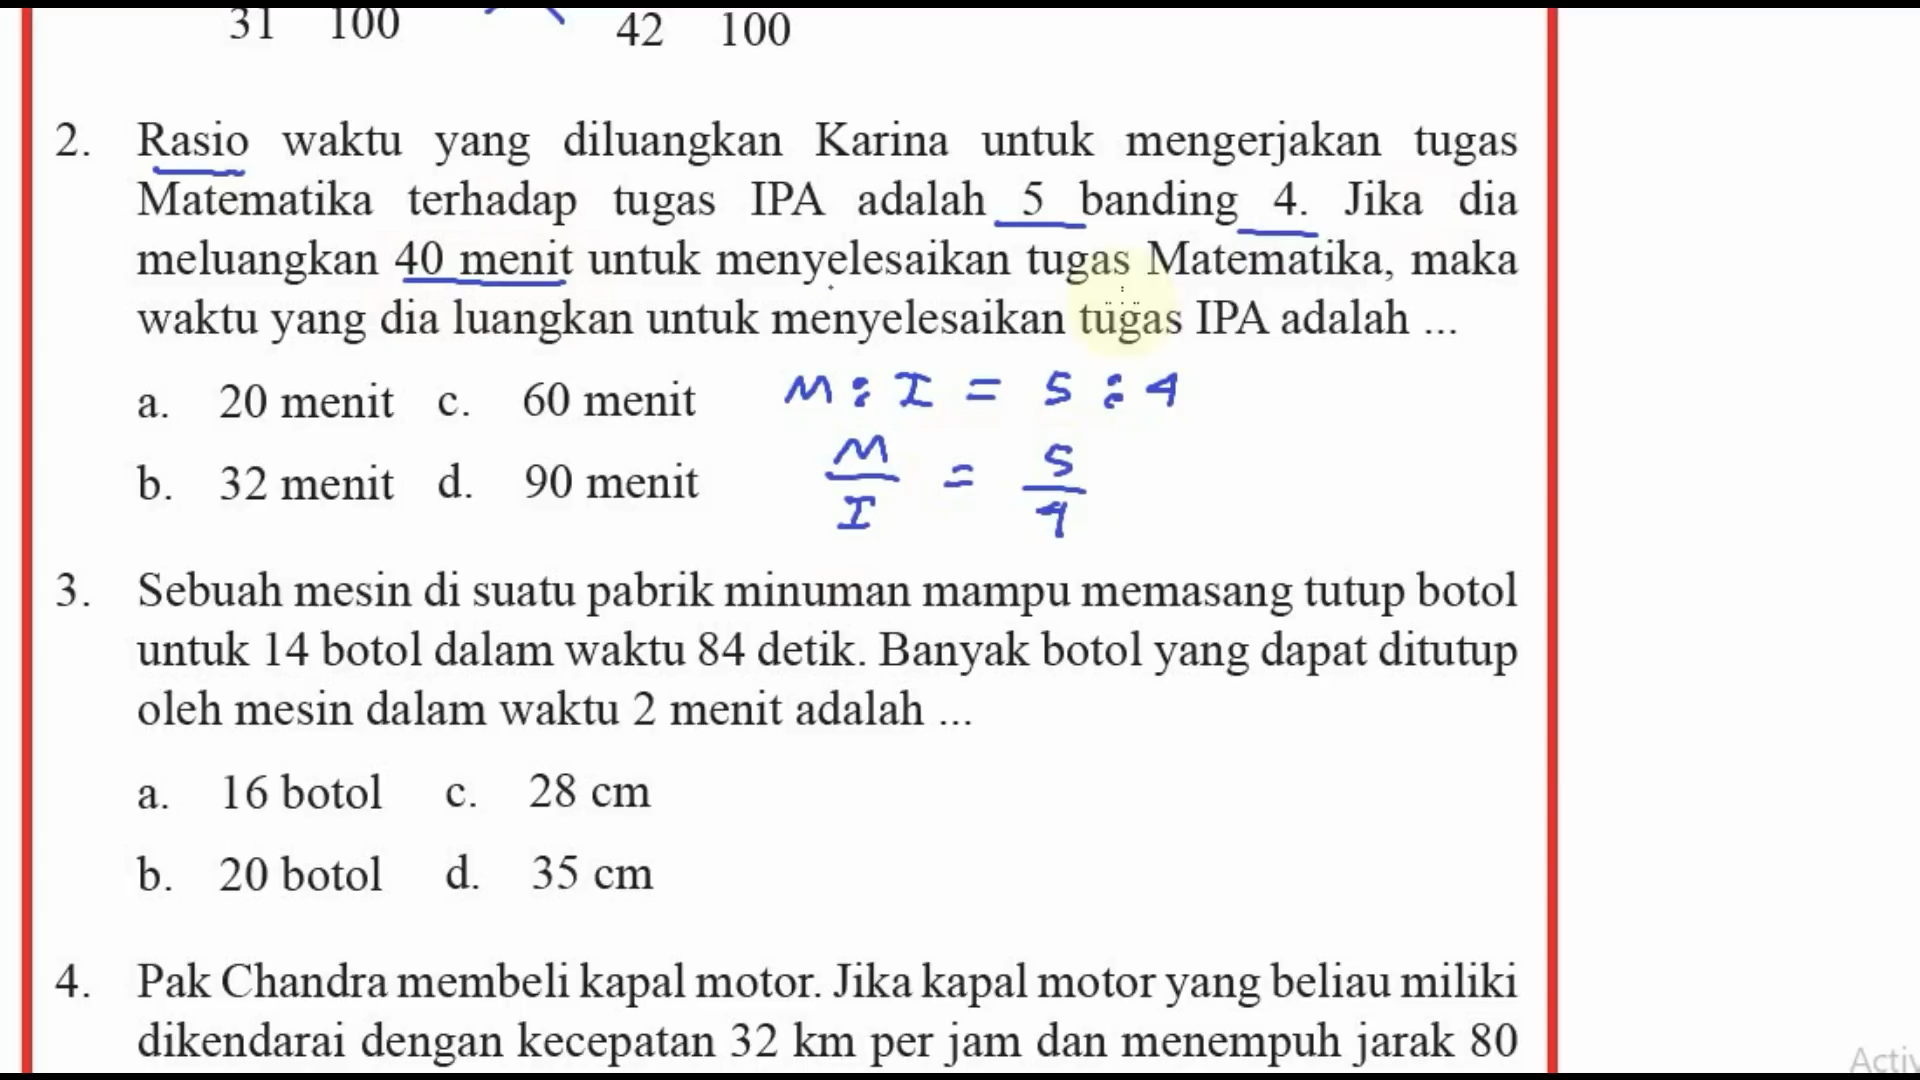 31 100 42 100
2. Rasio waktu yang diluangkan Karina untuk mengerjakan tugas
Matematika terhadap tugas IPA adalah 5 banding 4. Jika dia
meluangkan 40 menit untuk menyelesaikan tugas Matematika, maka
waktu yang dia luangkan untuk menyelesaikan tugas IPA adalah ...
a. 20 menit c. 60 menit
b. 32 menit d. 90 menit
M : I = 5 : 4
M/I = 5/4
3. Sebuah mesin di suatu pabrik minuman mampu memasang tutup botol
untuk 14 botol dalam waktu 84 detik. Banyak botol yang dapat ditutup
oleh mesin dalam waktu 2 menit adalah ...
a. 16 botol c. 28 cm
b. 20 botol d. 35 cm
4. Pak Chandra membeli kapal motor. Jika kapal motor yang beliau miliki
dikendarai dengan kecepatan 32 km per jam dan menempuh jarak 80